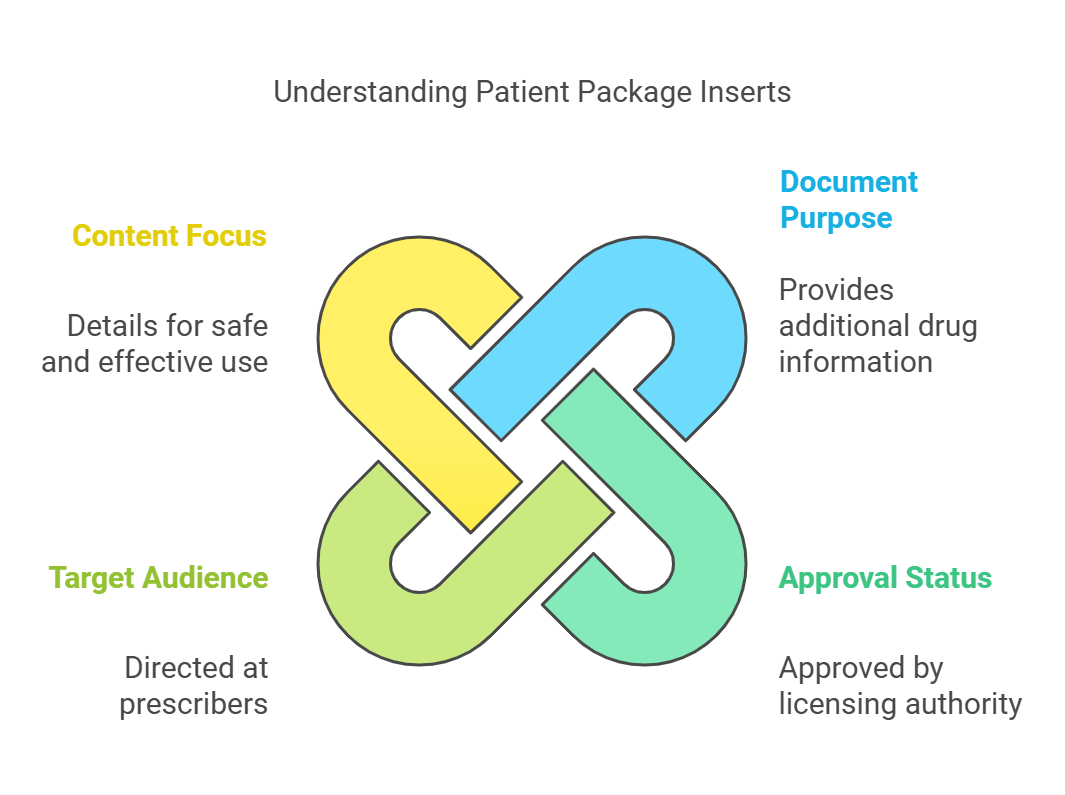 Understanding Patient Package Inserts
Content Focus
Details for safe
and effective use
Document
Purpose
Provides
additional drug
information
Target Audience
Directed at
prescribers
Approval Status
Approved by
licensing authority